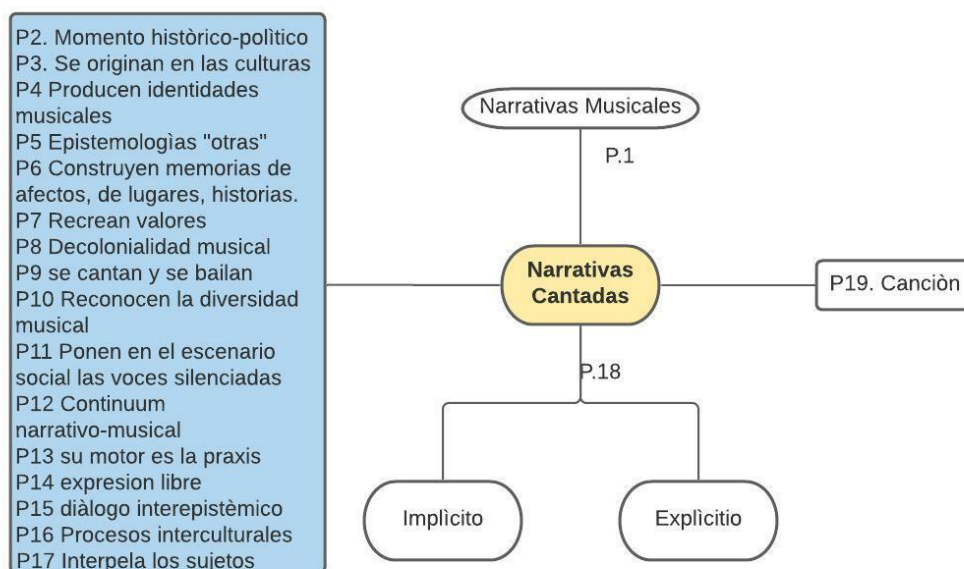 P2. Momento històrico-polìtico
P3. Se originan en las culturas
P4 Producen identidades
musicales
P5 Epistemologìas "otras"
P6 Construyen memorias de
afectos, de lugares, historias.
P7 Recrean valores
P8 Decolonialidad musical
P9 se cantan y se bailan
P10 Reconocen la diversidad
musical
P11 Ponen en el escenario
social las voces silenciadas
P12 Continuum
narrativo-musical
P13 su motor es la praxis
P14 expresion libre
P15 diàlogo interepistèmico
P16 Procesos interculturales
P17 Interpela los sujetos
Narrativas Musicales
P.1
Narrativas
Cantadas
P19. Canciòn
P.18
Implìcito
Explìcitio